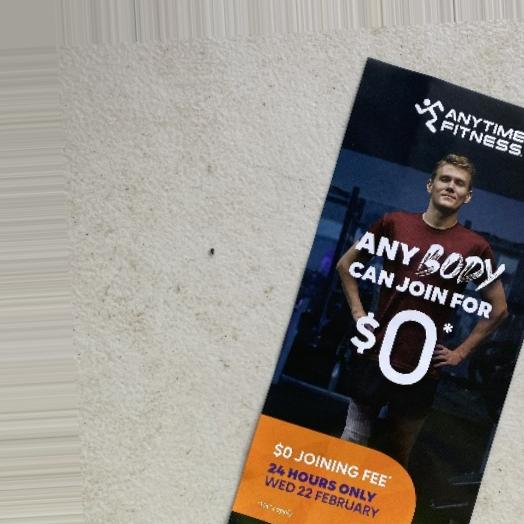 ANYTIME
FITNESS
ANY BODY
CAN JOIN FOR
$0*
$0 JOINING FEE*
24 HOURS ONLY
WED 22 FEBRUARY